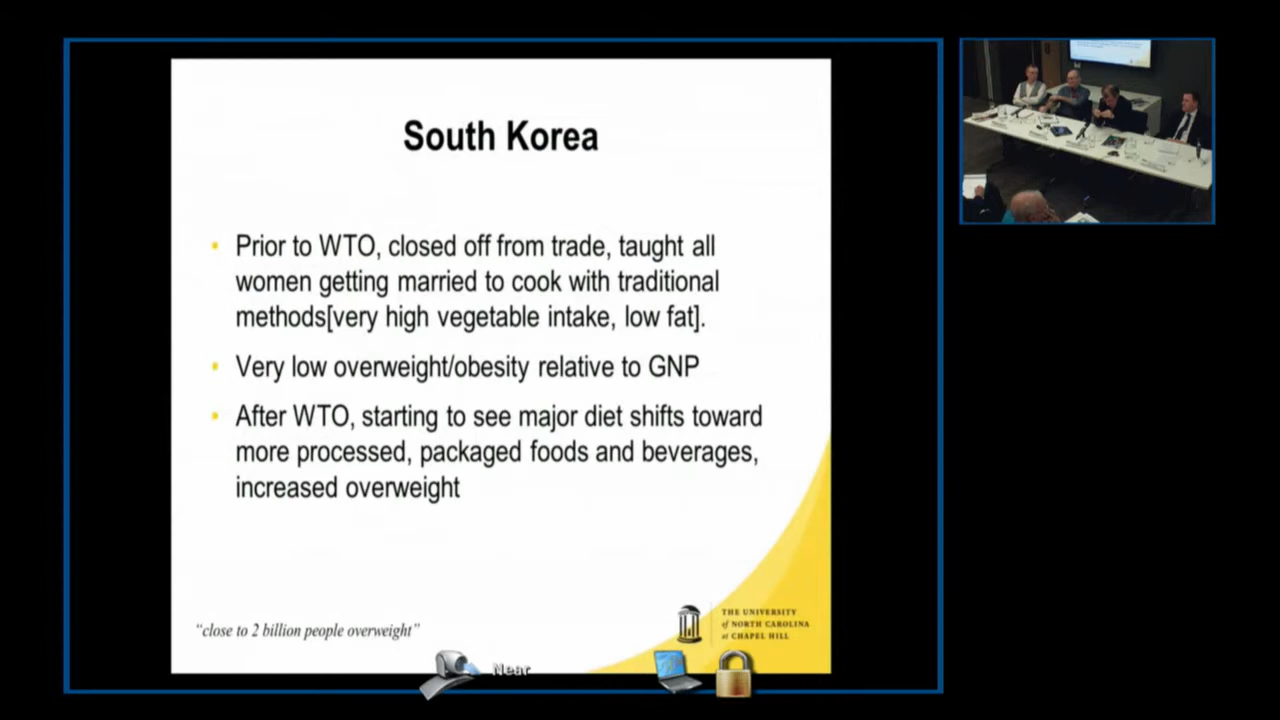 South Korea
• Prior to WTO, closed off from trade, taught all
women getting married to cook with traditional
methods[very high vegetable intake, low fat].
• Very low overweight/obesity relative to GNP
• After WTO, starting to see major diet shifts toward
more processed, packaged foods and beverages,
increased overweight
“close to 2 billion people overweight”
THE UNIVERSITY
of NORTH CAROLINA
at CHAPEL HILL
Near